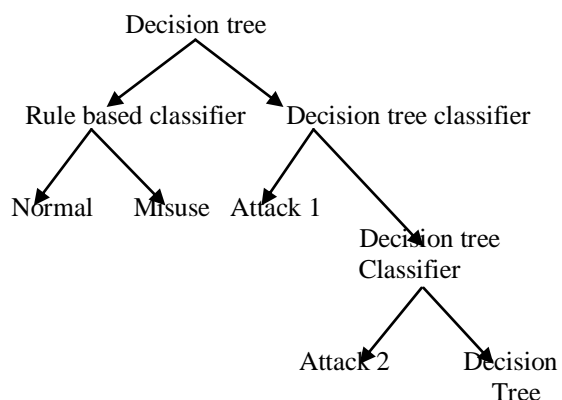 Decision tree
Rule based classifier
Decision tree classifier
Normal
Misuse
Attack 1
Decision tree
Classifier
Attack 2
Decision
Tree